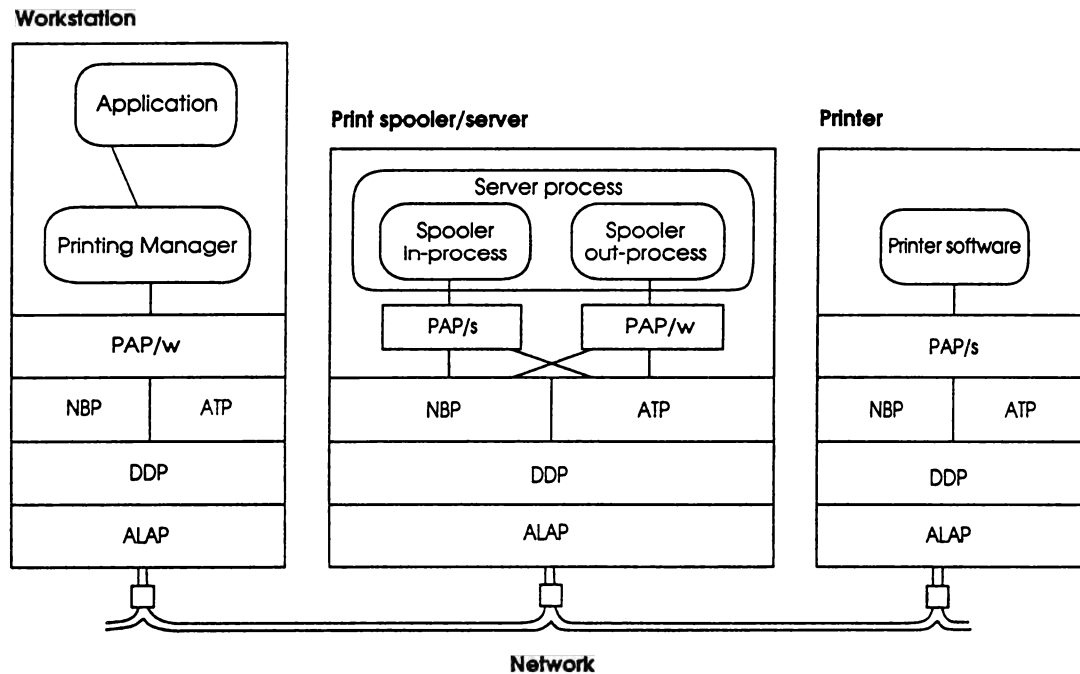 Workstation
Application
Printing Manager
PAP/w
NBP
ATP
DDP
ALAP
Print spooler/server
Server process
Spooler
in-process
Spooler
out-process
PAP/s
PAP/w
NBP
ATP
DDP
ALAP
Printer
Printer software
PAP/s
NBP
ATP
DDP
ALAP
Network